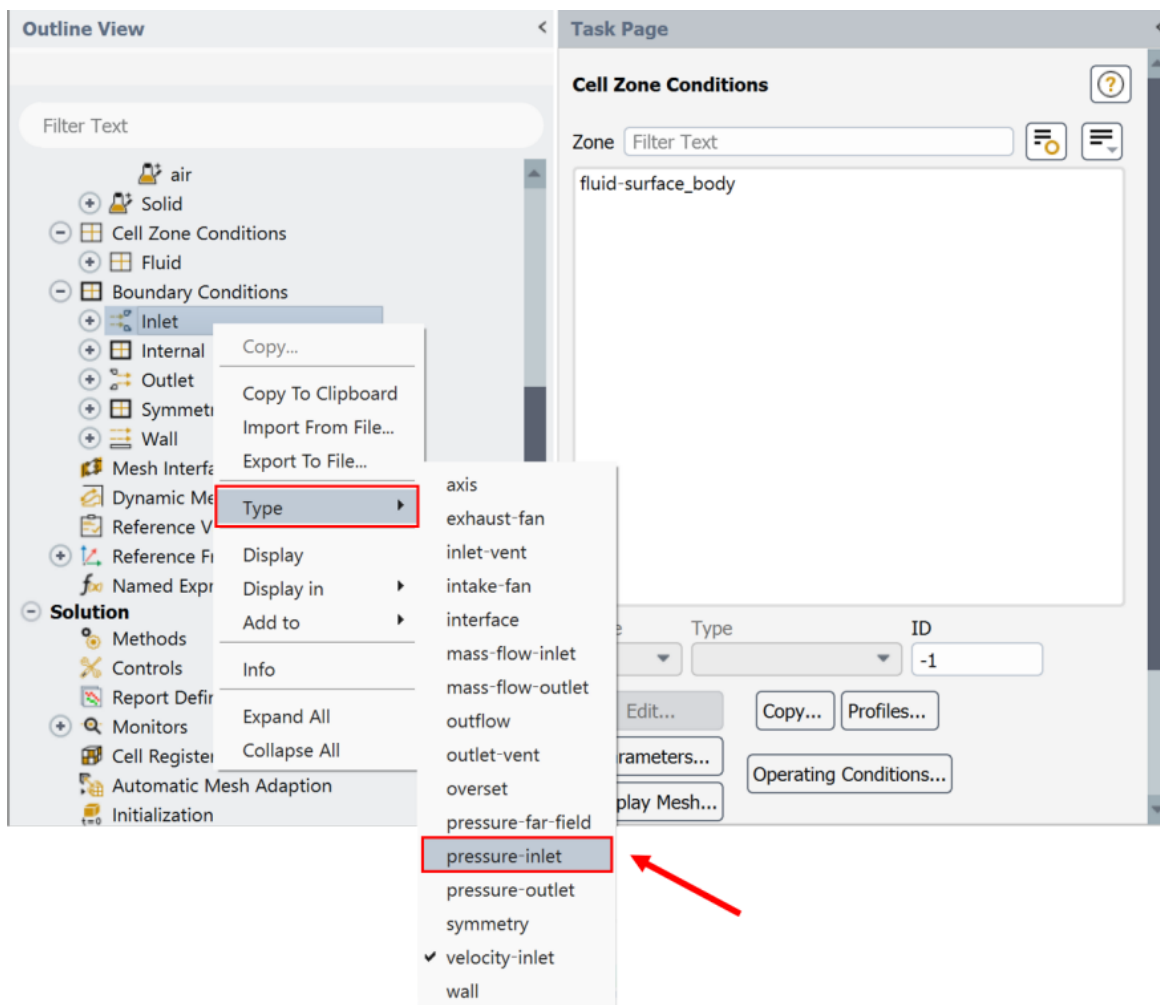 Outline View
Filter Text
air
Solid
Cell Zone Conditions
Fluid
Boundary Conditions
Inlet
Internal
Outlet
Symmetr
Wall
Mesh Interfa
Dynamic Me
Reference V
Reference Fr
Named Expr
Solution
Methods
Controls
Report Defin
Monitors
Cell Register
Automatic Mesh Adaption
Initialization
Copy...
Copy To Clipboard
Import From File...
Export To File...
Type
Display
Display in
Add to
Info
Expand All
Collapse All
axis
exhaust-fan
inlet-vent
intake-fan
interface
mass-flow-inlet
mass-flow-outlet
outflow
outlet-vent
overset
pressure-far-field
pressure-inlet
pressure-outlet
symmetry
velocity-inlet
wall
Task Page
Cell Zone Conditions
?
Zone Filter Text
fluid-surface_body
Type ID
-1
Edit... Copy... Profiles...
rameters... Operating Conditions...
play Mesh...